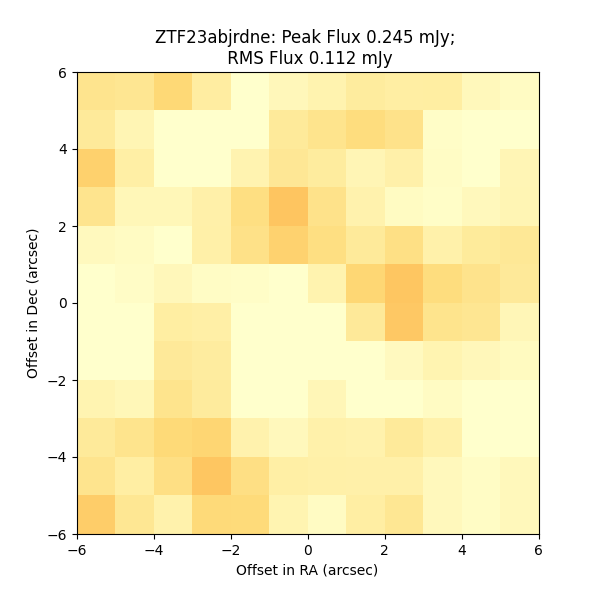 ZTF23abjrdne: Peak Flux 0.245 mJy;
RMS Flux 0.112 mJy
6
4
2
0
−2
−4
−6
Offset in Dec (arcsec)
−6 −4 −2 0 2 4 6
Offset in RA (arcsec)